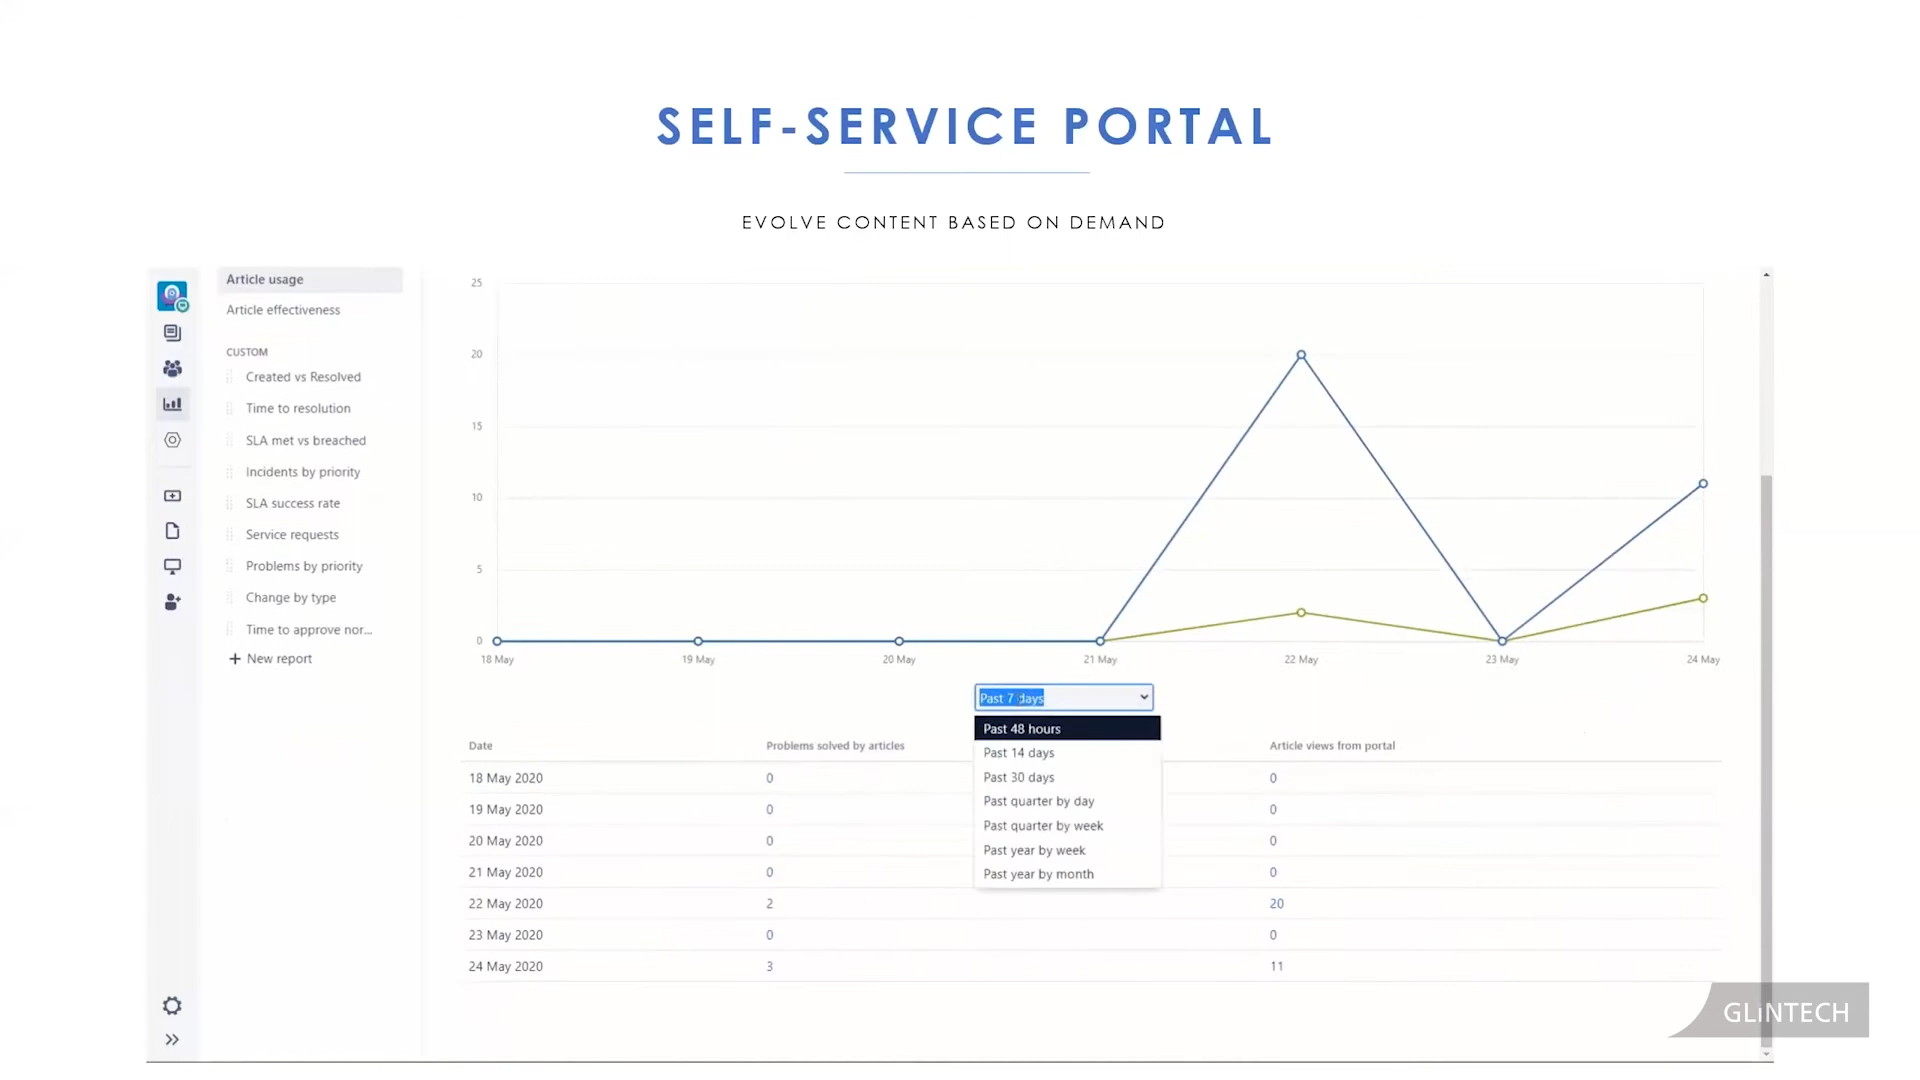 SELF-SERVICE PORTAL
EVOLVE CONTENT BASED ON DEMAND
Article usage
Article effectiveness
CUSTOM
Created vs Resolved
Time to resolution
SLA met vs breached
Incidents by priority
SLA success rate
Service requests
Problems by priority
Change by type
Time to approve nor...
+ New report
25
20
15
10
5
0
18 May 19 May 20 May 21 May 22 May 23 May 24 May
Past 7 days
Past 48 hours
Past 14 days
Past 30 days
Past quarter by day
Past quarter by week
Past year by week
Past year by month
Date Problems solved by articles Article views from portal
18 May 2020 0 0
19 May 2020 0 0
20 May 2020 0 0
21 May 2020 0 0
22 May 2020 2 20
23 May 2020 0 0
24 May 2020 3 11
GLiNTECH